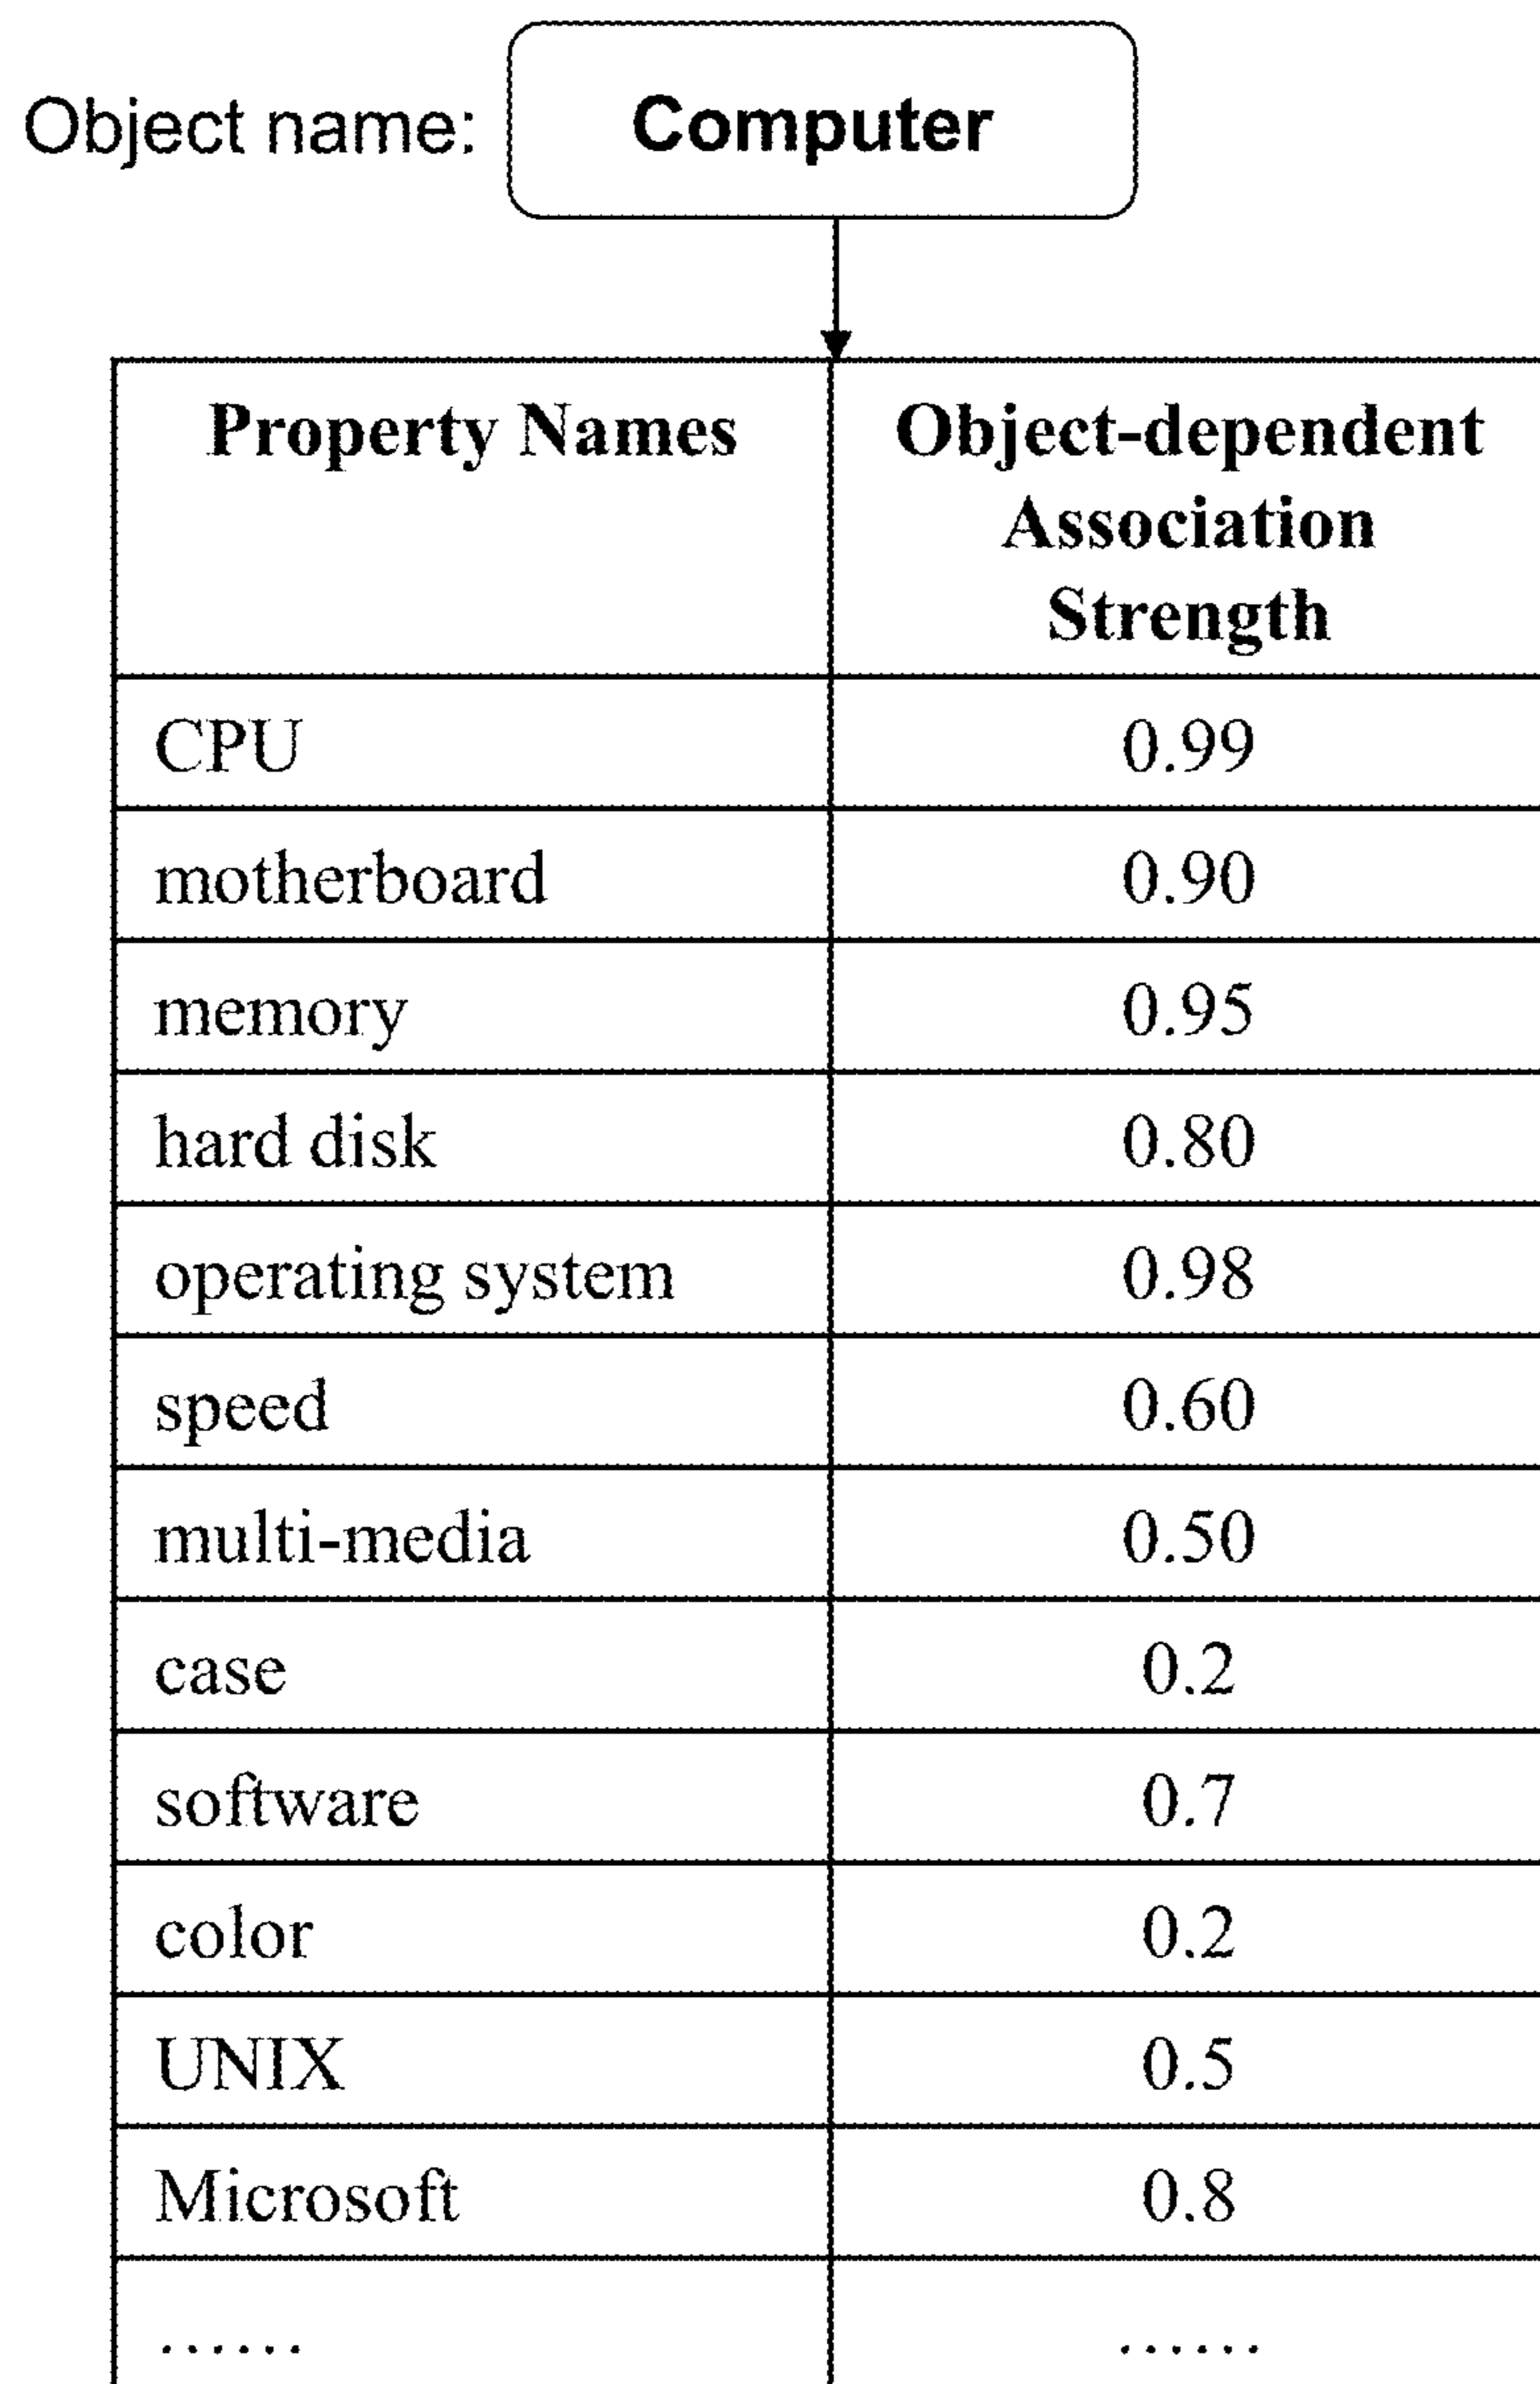 Object name: Computer
Property Names Object-dependent
Association
Strength
CPU 0.99
motherboard 0.90
memory 0.95
hard disk 0.80
operating system 0.98
speed 0.60
multi-media 0.50
case 0.2
software 0.7
color 0.2
UNIX 0.5
Microsoft 0.8
...... ......